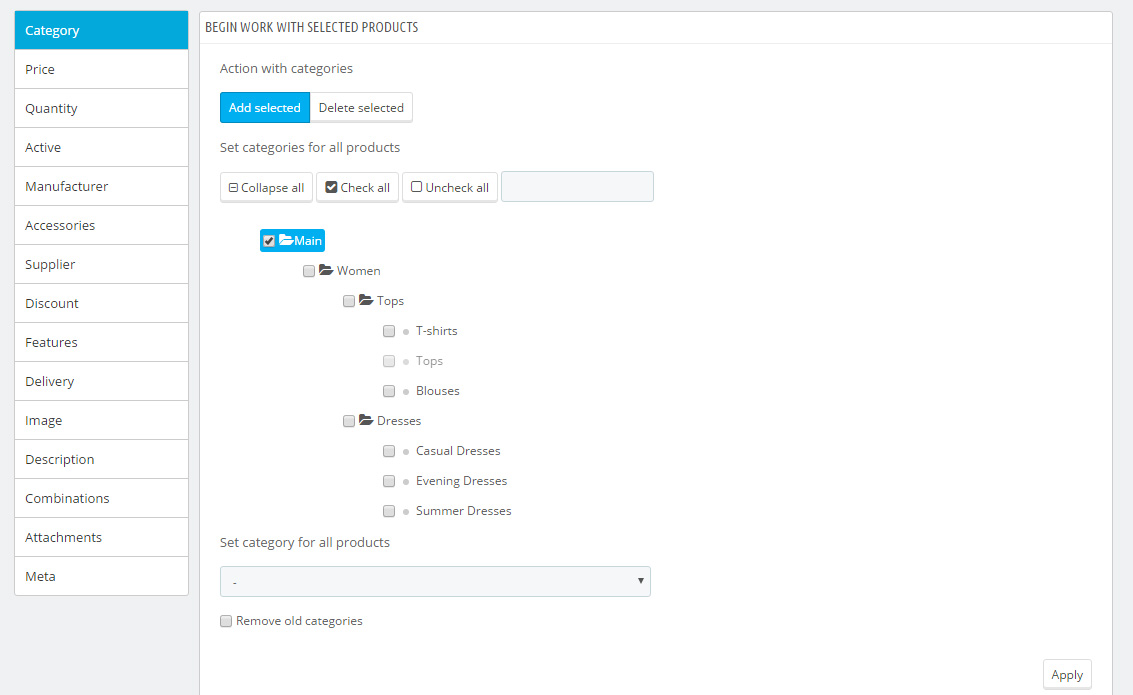 Category
Price
Quantity
Active
Manufacturer
Accessories
Supplier
Discount
Features
Delivery
Image
Description
Combinations
Attachments
Meta
BEGIN WORK WITH SELECTED PRODUCTS
Action with categories
Add selected Delete selected
Set categories for all products
Collapse all Check all Uncheck all
Main
Women
Tops
T-shirts
Tops
Blouses
Dresses
Casual Dresses
Evening Dresses
Summer Dresses
Set category for all products
-
Remove old categories
Apply